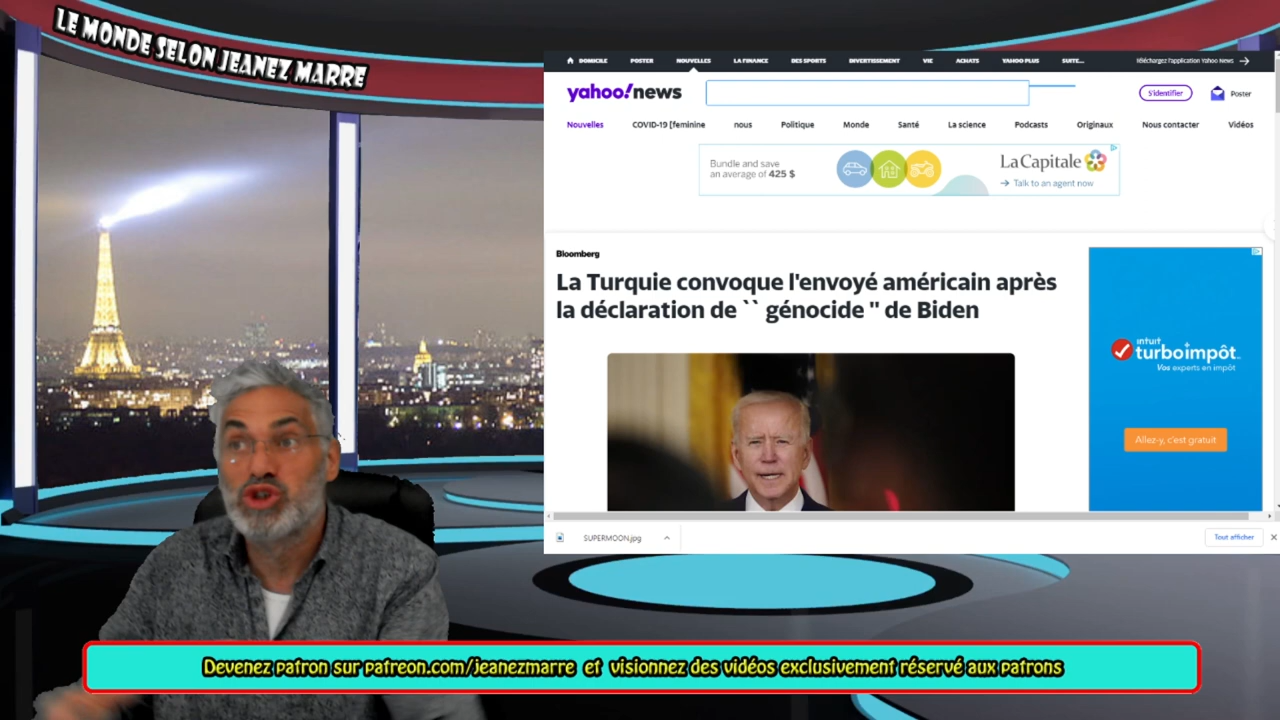 LE MONDE SELON JEANEZ MARRE
DOMICILE POSTER NOUVELLES LA FINANCE DES SPORTS DIVERTISSEMENT VIE ACHATS YAHOO PLUS SUITE... Téléchargez l'application Yahoo News
yahoo!news
S'identifier
Poster
Nouvelles COVID-19 [feminine nous Politique Monde Santé La science Podcasts Originaux Nous contacter Vidéos
Bundle and save
an average of 425 $
La Capitale
Talk to an agent now
Bloomberg
La Turquie convoque l'envoyé américain après
la déclaration de `` génocide '' de Biden
intuit
turboimpôt
Vos experts en impôt
Allez-y, c'est gratuit
SUPERMOON.jpg
Tout afficher
Devenez patron sur patreon.com/jeanezmarre et visionnez des vidéos exclusivement réservé aux patrons